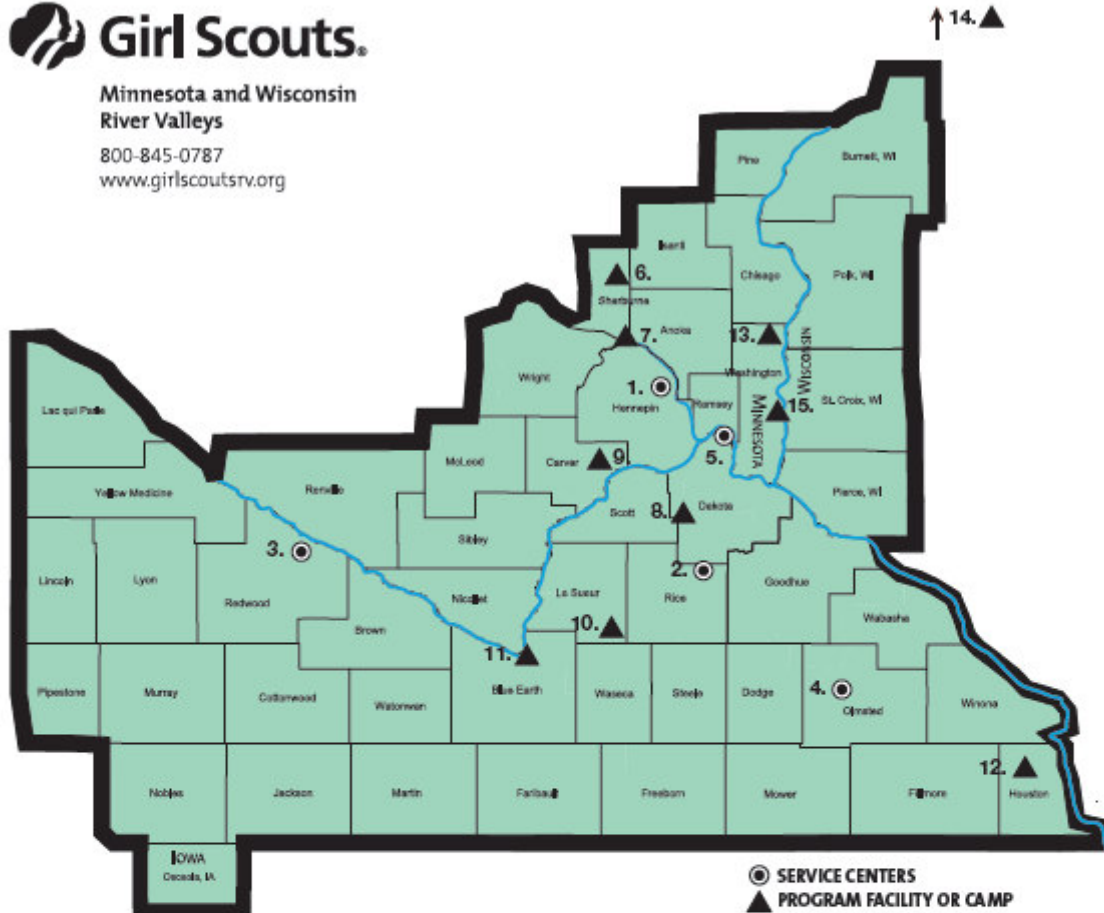 Girl Scouts®
Minnesota and Wisconsin
River Valleys
800-845-0787
www.girlscoutsrv.org
14.
Pine
Burnett, WI
Isanti
6.
Sherburne
Chisago
Polk, WI
7.
Anoka
13.
Washington
WISCONSIN
MINNESOTA
Wright
1.
Hennepin
Ramsey
15.
St. Croix, WI
Lac qui Parle
McLeod
Carver
9.
5.
Yellow Medicine
Renville
Scott
8.
Dakota
Pierce, WI
3.
Sibley
2.
Lincoln
Lyon
Redwood
Nicollet
Le Sueur
Rice
Goodhue
Brown
10.
Wabasha
11.
Pipestone
Murray
Cottonwood
Watonwan
Blue Earth
Waseca
Steele
Dodge
4.
Olmsted
Winona
12.
Nobles
Jackson
Martin
Faribault
Freeborn
Mower
Fillmore
Houston
IOWA
Osceola, IA
SERVICE CENTERS
PROGRAM FACILITY OR CAMP